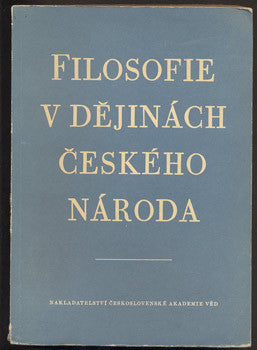 FILOSOFIE
V DĚJINÁCH
ČESKÉHO
NÁRODA
NAKLADATELSTVÍ ČESKOSLOVENSKÉ AKADEMIE VĚD